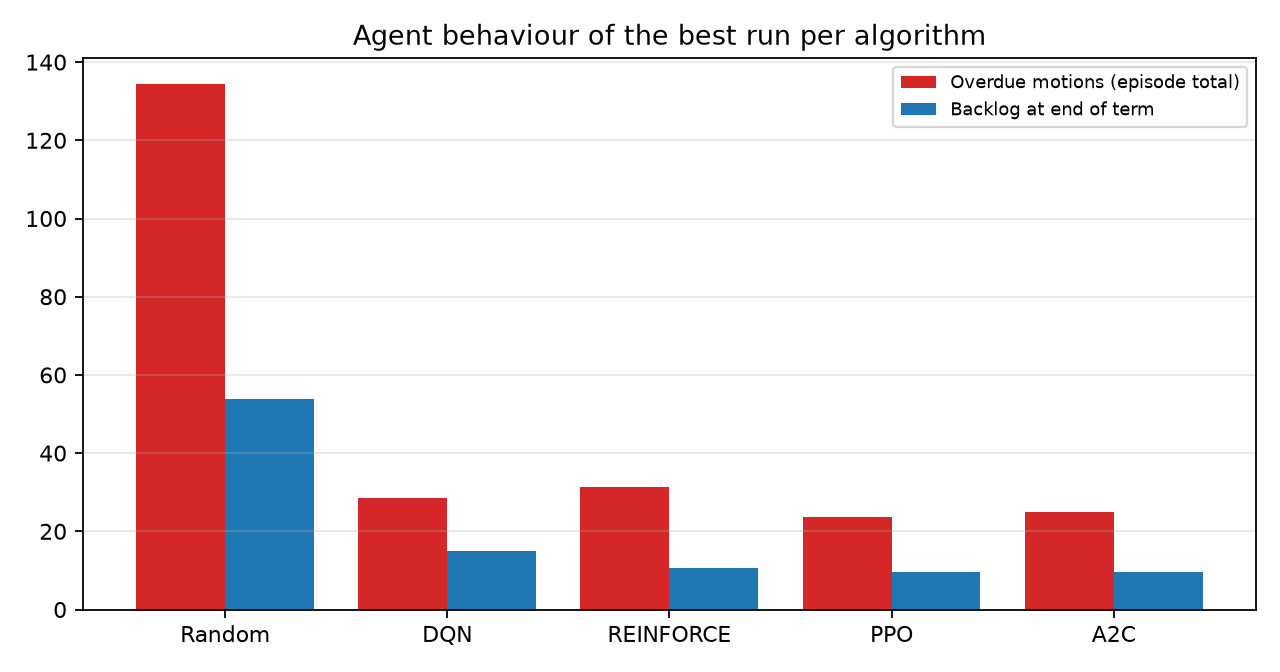 Agent behaviour of the best run per algorithm
Overdue motions (episode total)
Backlog at end of term
140
120
100
80
60
40
20
0
Random DQN REINFORCE PPO A2C